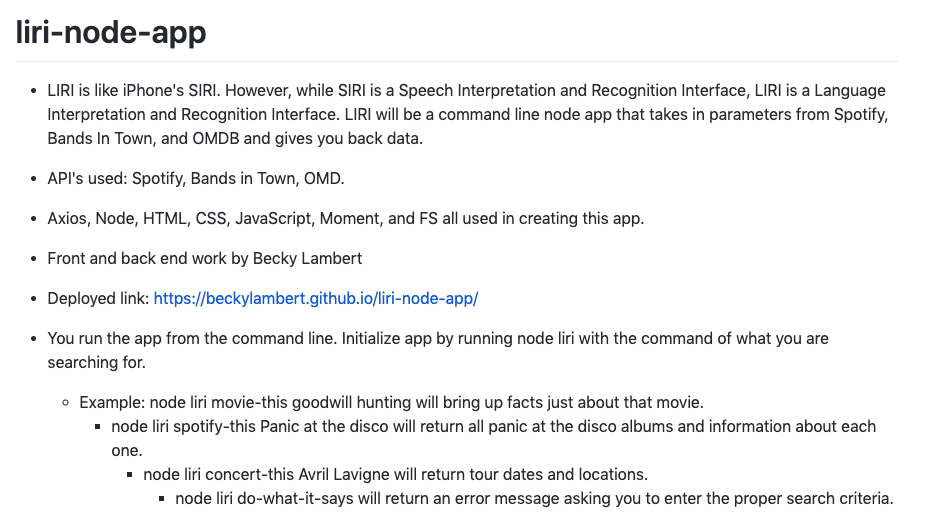 liri-node-app
LIRI is like iPhone's SIRI. However, while SIRI is a Speech Interpretation and Recognition Interface, LIRI is a Language
Interpretation and Recognition Interface. LIRI will be a command line node app that takes in parameters from Spotify,
Bands In Town, and OMDB and gives you back data.
API's used: Spotify, Bands in Town, OMD.
Axios, Node, HTML, CSS, JavaScript, Moment, and FS all used in creating this app.
Front and back end work by Becky Lambert
Deployed link: https://beckylambert.github.io/liri-node-app/
You run the app from the command line. Initialize app by running node liri with the command of what you are
searching for.
Example: node liri movie-this goodwill hunting will bring up facts just about that movie.
node liri spotify-this Panic at the disco will return all panic at the disco albums and information about each
one.
node liri concert-this Avril Lavigne will return tour dates and locations.
node liri do-what-it-says will return an error message asking you to enter the proper search criteria.